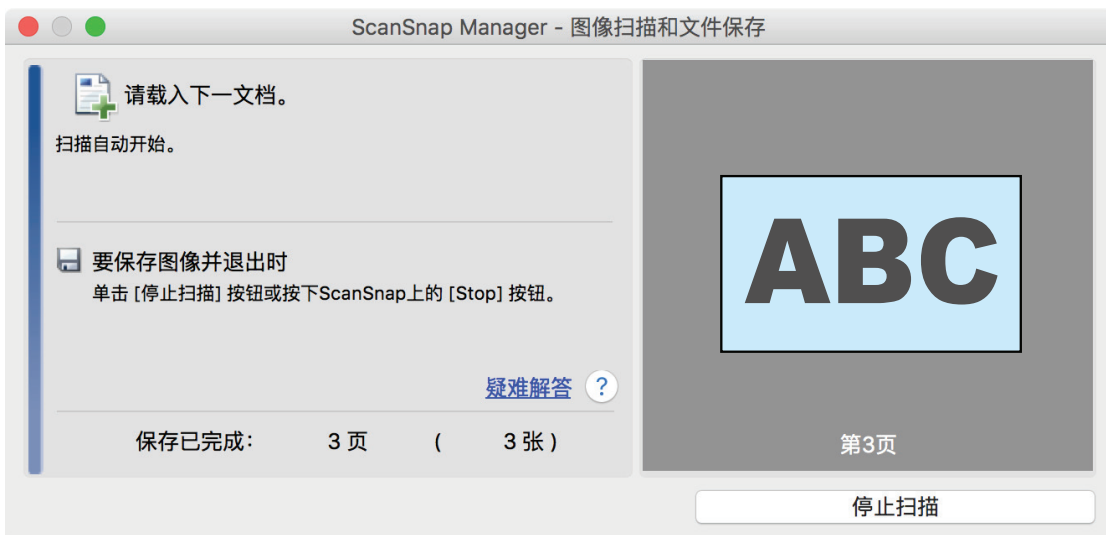 ScanSnap Manager - 图像扫描和文件保存
请载入下一文档。
扫描自动开始。
要保存图像并退出时
单击 [停止扫描] 按钮或按下ScanSnap上的 [Stop] 按钮。
疑难解答 ?
保存已完成： 3 页 ( 3 张 )
ABC
第3页
停止扫描